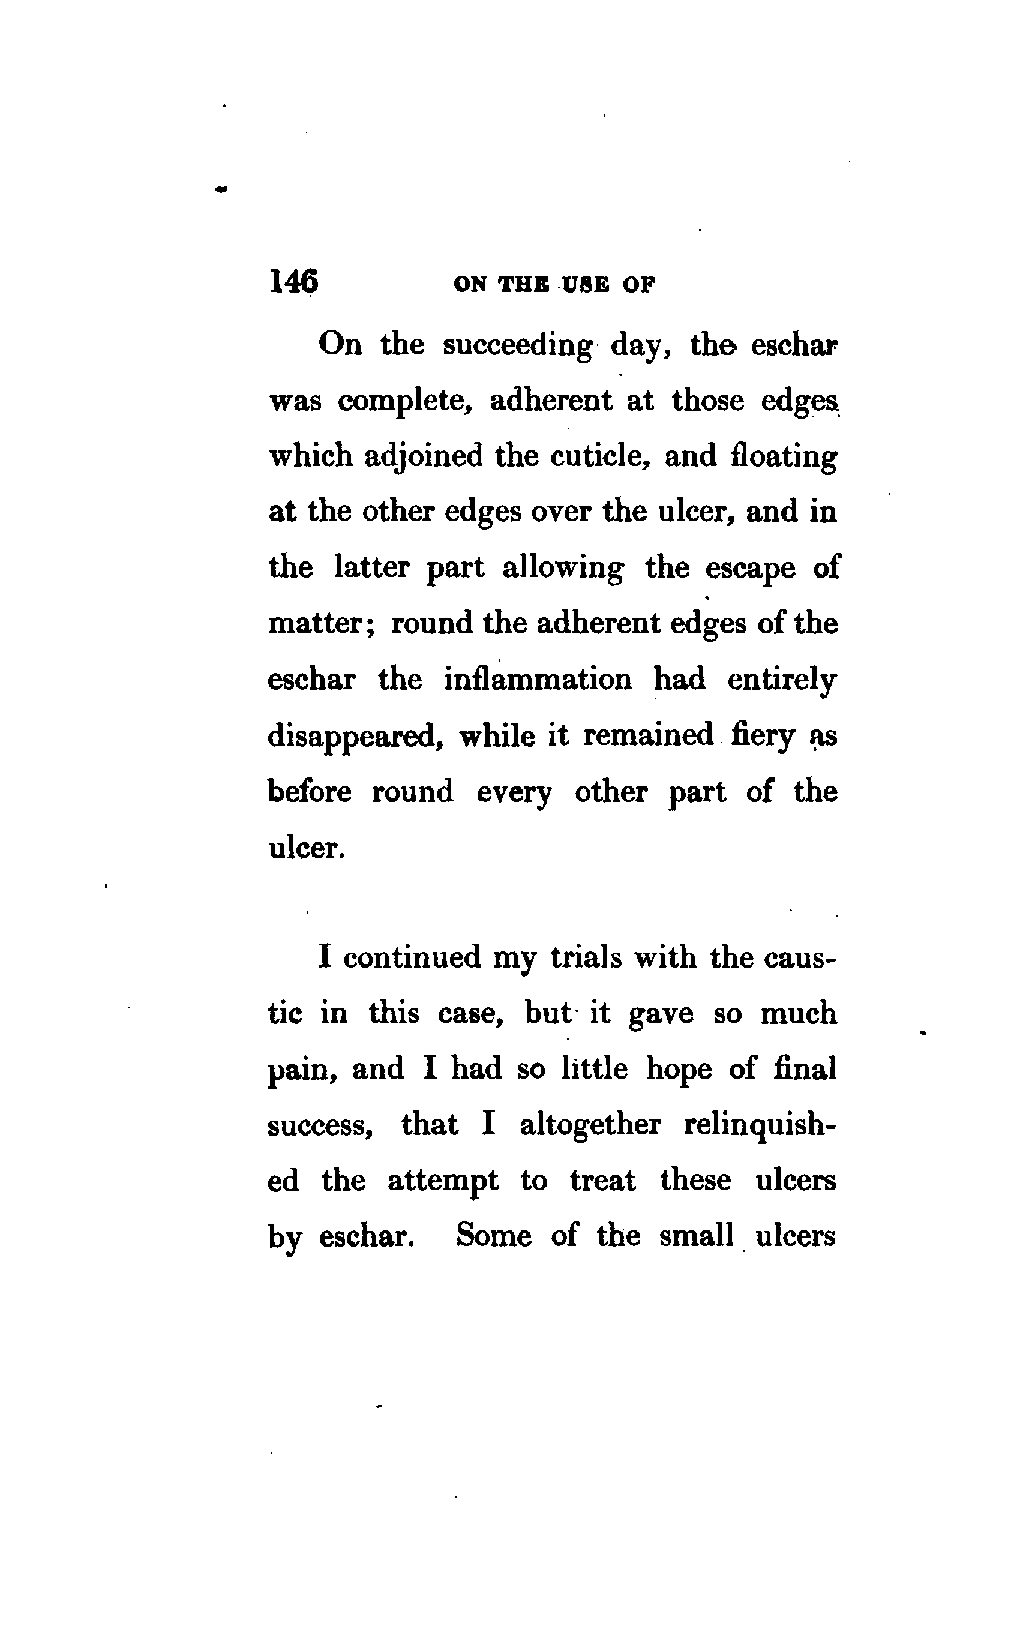 146 ON THE USE OF
On the succeeding day, the eschar
was complete, adherent at those edges
which adjoined the cuticle, and floating
at the other edges over the ulcer, and in
the latter part allowing the escape of
matter; round the adherent edges of the
eschar the inflammation had entirely
disappeared, while it remained fiery as
before round every other part of the
ulcer.
I continued my trials with the caus-
tic in this case, but it gave so much
pain, and I had so little hope of final
success, that I altogether relinquish-
ed the attempt to treat these ulcers
by eschar. Some of the small ulcers